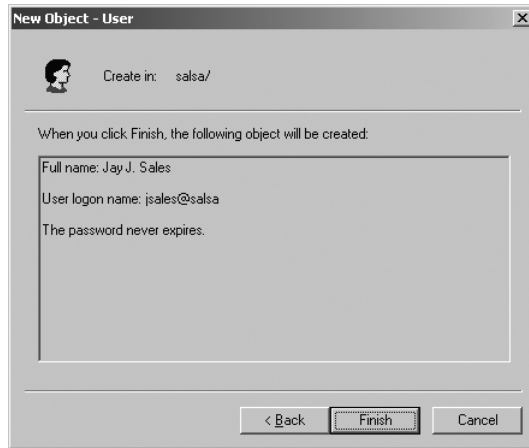 New Object - User
Create in: salsa/
When you click Finish, the following object will be created:
Full name: Jay J. Sales
User logon name: jsales@salsa
The password never expires.
< Back
Finish
Cancel